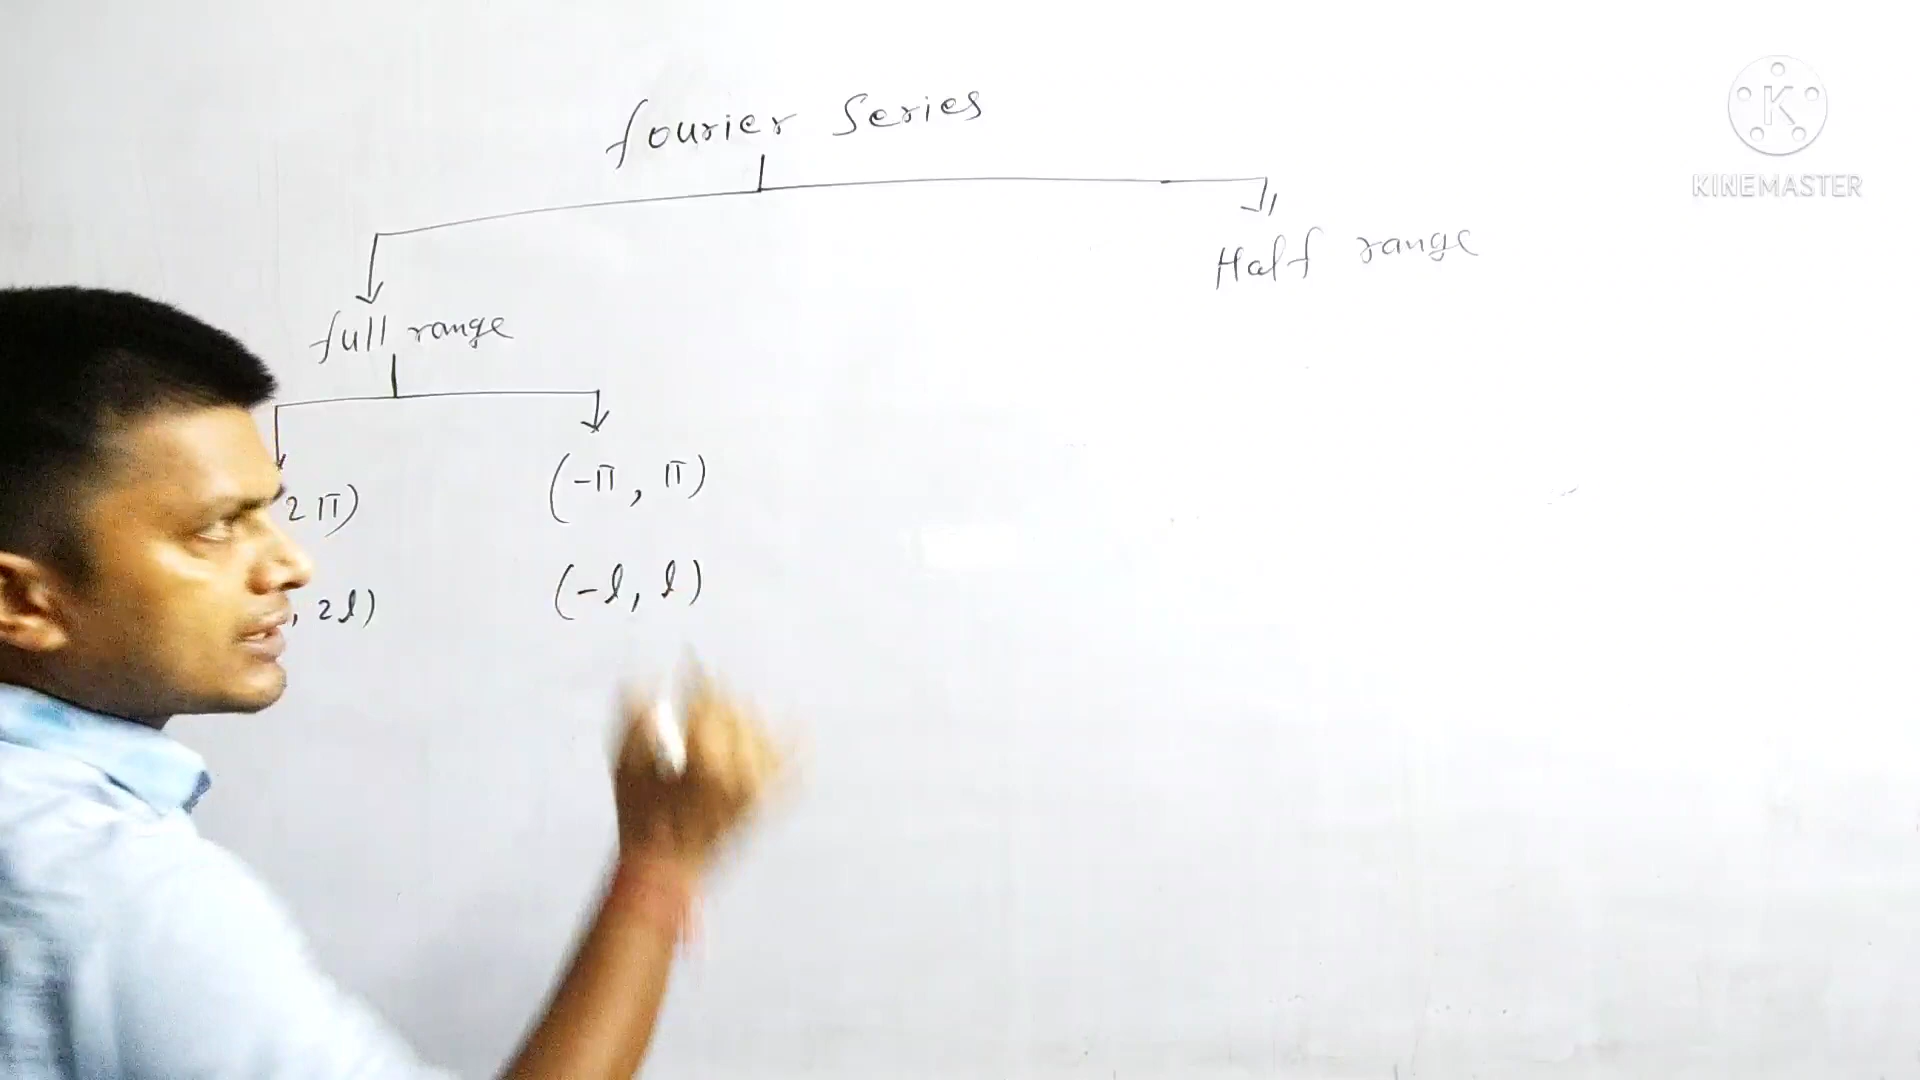 fourier Series
KINEMASTER
Half range
full range
2π) (-π, π)
, 2l) (-l, l)